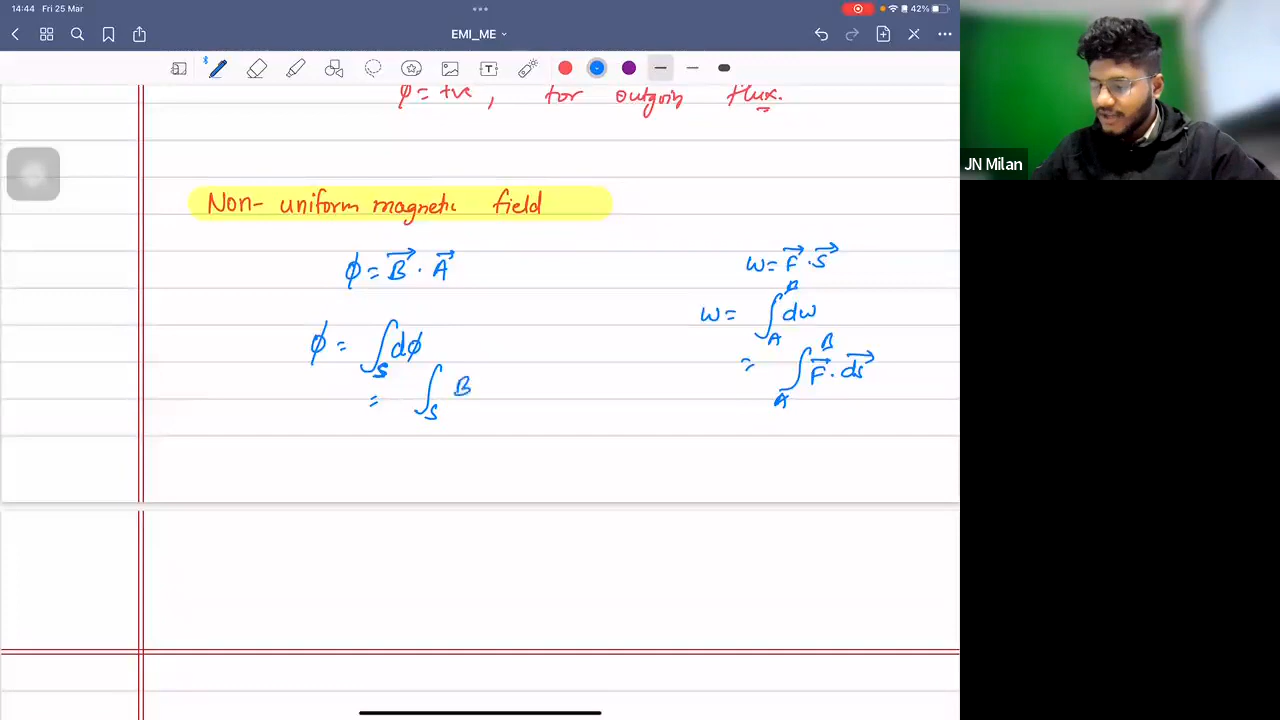 14:44 Fri 25 Mar
42%
EMI_ME
φ = +ve, for outgoin flux.
JN Milan
Non-uniform magnetic field
φ = B⃗ · A⃗
W = F⃗ · S⃗
φ = ∫_S dφ
W = ∫_A^B dw
= ∫_S B
= ∫_A^B F⃗ · ds⃗